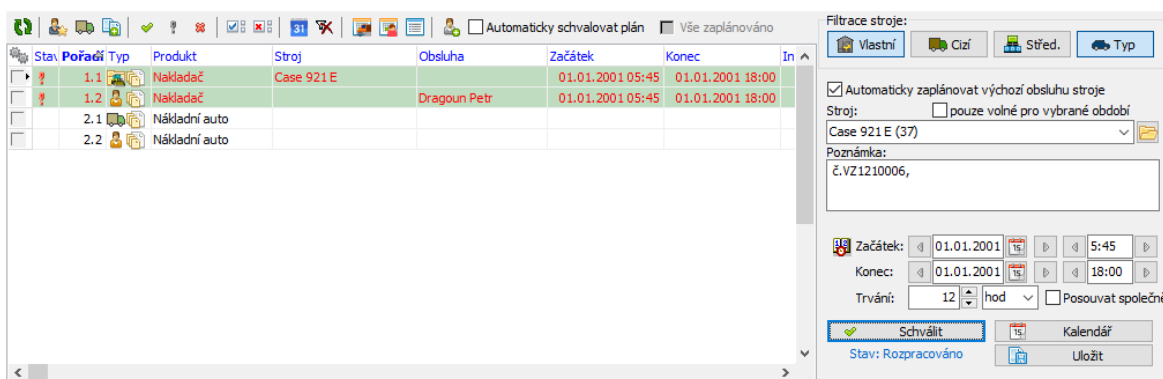 31 Automaticky schvalovat plán Vše zaplánováno
Stav Pořadí Typ Produkt Stroj Obsluha Začátek Konec In
1.1 Nakladač Case 921 E 01.01.2001 05:45 01.01.2001 18:00
1.2 Nakladač Dragoun Petr 01.01.2001 05:45 01.01.2001 18:00
2.1 Nákladní auto
2.2 Nákladní auto
Filtrace stroje:
Vlastní Cizí Střed. Typ
Automaticky zaplánovat výchozí obsluhu stroje
Stroj: pouze volné pro vybrané období
Case 921 E (37)
Poznámka:
č.VZ1210006,
Začátek: 01.01.2001 15 5:45
Konec: 01.01.2001 15 18:00
Trvání: 12 hod Posouvat společně
Schválit 15 Kalendář
Stav: Rozpracováno Uložit